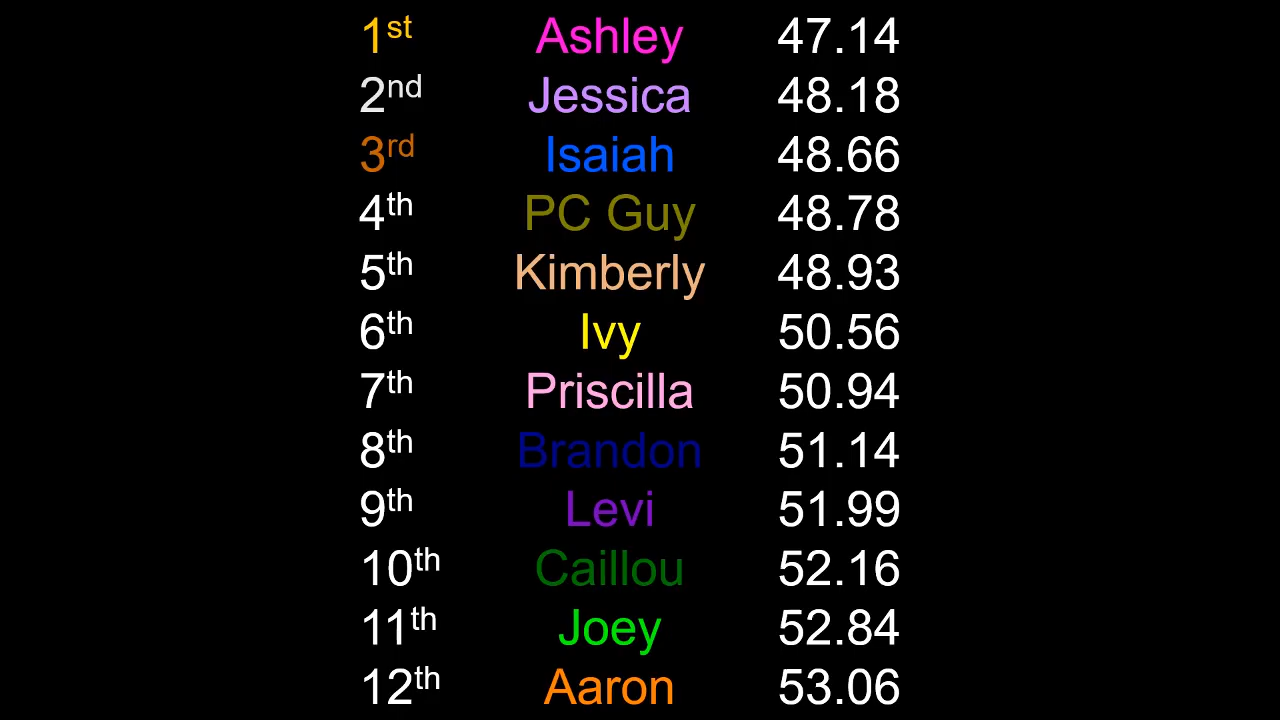 1st Ashley 47.14
2nd Jessica 48.18
3rd Isaiah 48.66
4th PC Guy 48.78
5th Kimberly 48.93
6th Ivy 50.56
7th Priscilla 50.94
8th Brandon 51.14
9th Levi 51.99
10th Caillou 52.16
11th Joey 52.84
12th Aaron 53.06